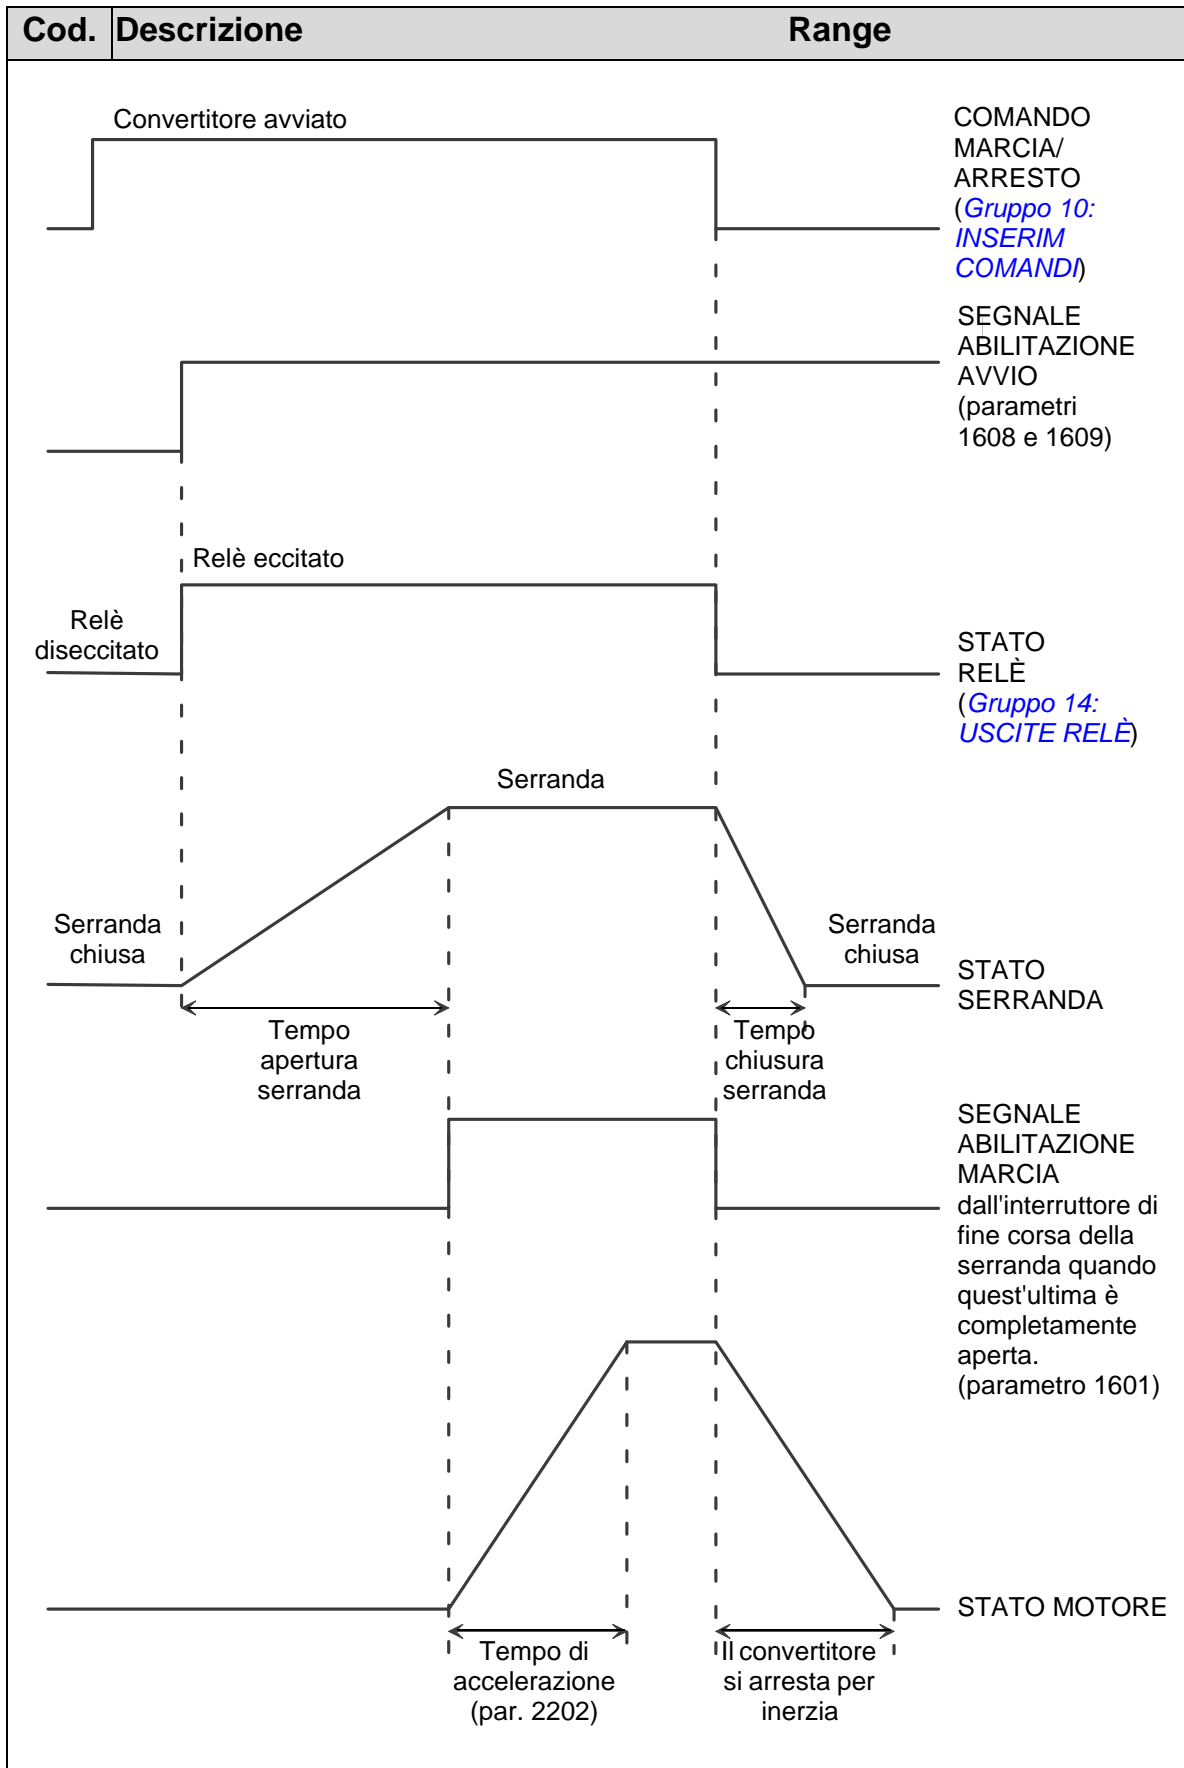 Cod. Descrizione Range
Convertitore avviato
COMANDO
MARCIA/
ARRESTO
(Gruppo 10:
INSERIM
COMANDI)
SEGNALE
ABILITAZIONE
AVVIO
(parametri
1608 e 1609)
Relè eccitato
Relè
diseccitato
STATO
RELÈ
(Gruppo 14:
USCITE RELÈ)
Serranda
Serranda
chiusa
Serranda
chiusa
STATO
SERRANDA
Tempo
apertura
serranda
Tempo
chiusura
serranda
SEGNALE
ABILITAZIONE
MARCIA
dall'interruttore di
fine corsa della
serranda quando
quest'ultima è
completamente
aperta.
(parametro 1601)
STATO MOTORE
Tempo di
accelerazione
(par. 2202)
Il convertitore
si arresta per
inerzia